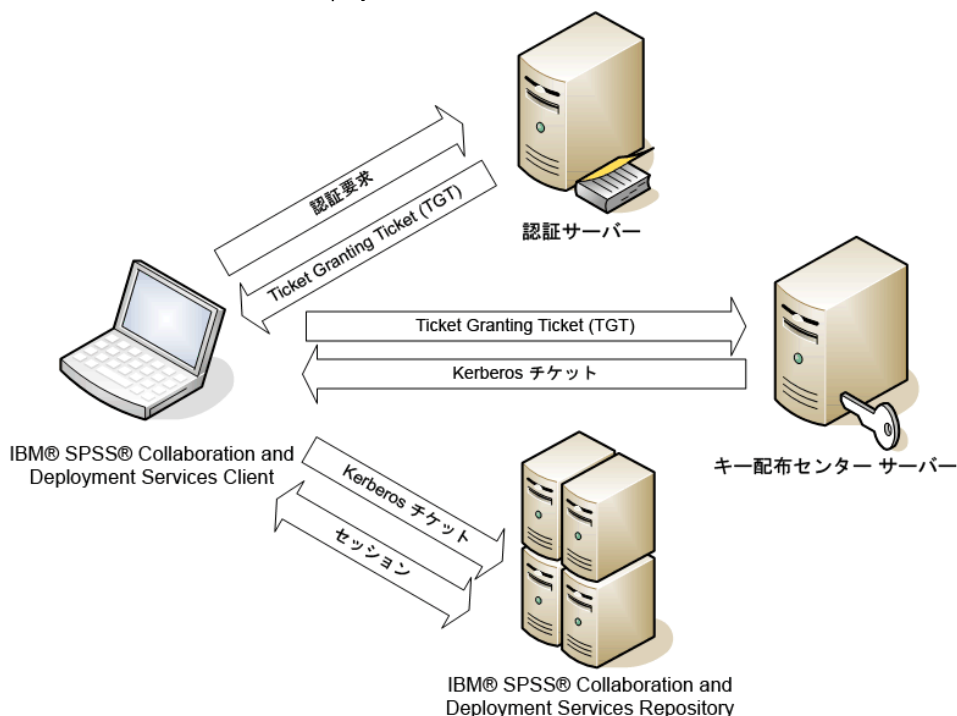 認証要求
Ticket Granting Ticket (TGT)
認証サーバー
Ticket Granting Ticket (TGT)
Kerberos チケット
IBM® SPSS® Collaboration and
Deployment Services Client
キー配布センター サーバー
Kerberos チケット
セッション
IBM® SPSS® Collaboration and
Deployment Services Repository